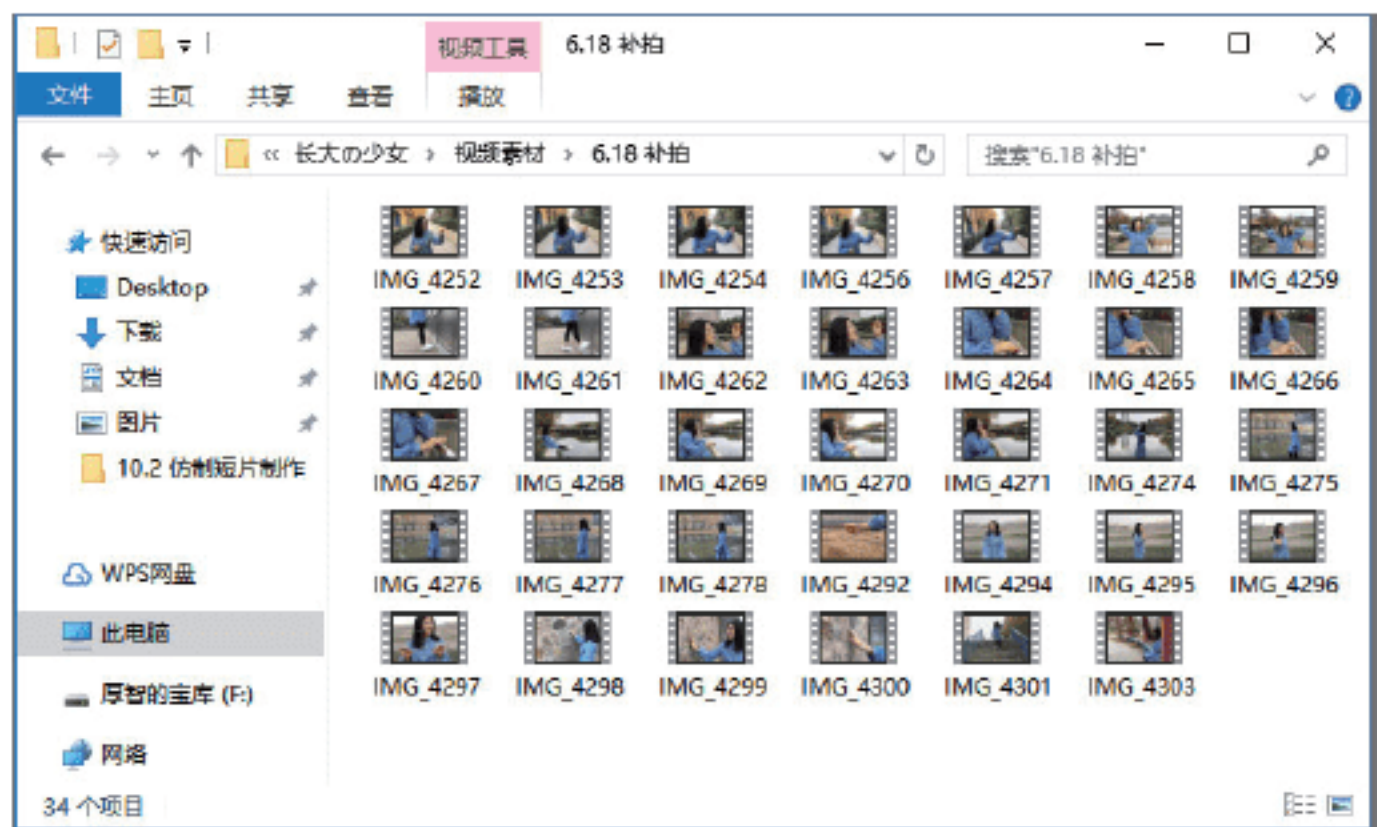 视频工具 6.18 补拍
文件 主页 共享 查看 播放
« 长大の少女 › 视频素材 › 6.18 补拍 搜索"6.18 补拍"
快速访问
Desktop
下载
文档
图片
10.2 仿制短片制作
WPS网盘
此电脑
厚智的宝库 (F:)
网络
IMG_4252 IMG_4253 IMG_4254 IMG_4256 IMG_4257 IMG_4258 IMG_4259
IMG_4260 IMG_4261 IMG_4262 IMG_4263 IMG_4264 IMG_4265 IMG_4266
IMG_4267 IMG_4268 IMG_4269 IMG_4270 IMG_4271 IMG_4274 IMG_4275
IMG_4276 IMG_4277 IMG_4278 IMG_4292 IMG_4294 IMG_4295 IMG_4296
IMG_4297 IMG_4298 IMG_4299 IMG_4300 IMG_4301 IMG_4303
34 个项目